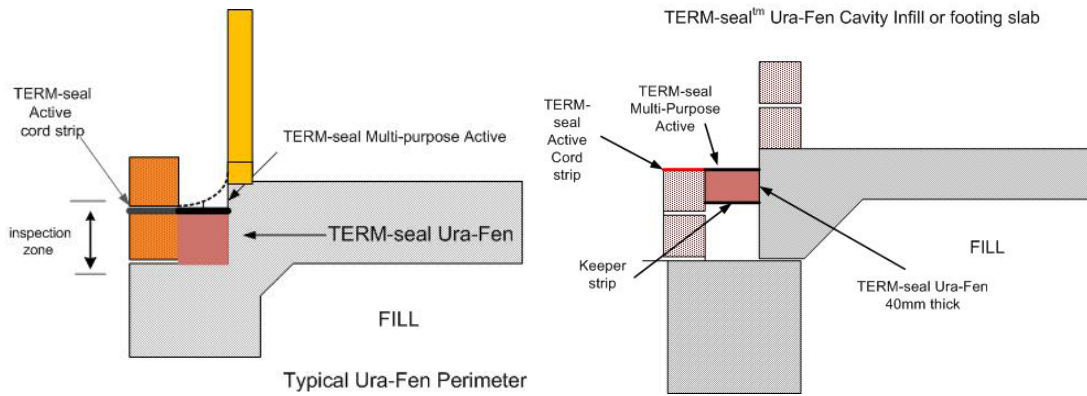 TERM-seal
Active
cord strip
TERM-seal Multi-purpose Active
inspection
zone
TERM-seal Ura-Fen
FILL
Typical Ura-Fen Perimeter
TERM-seal™ Ura-Fen Cavity Infill or footing slab
TERM-
seal
Active
Cord
strip
TERM-seal
Multi-Purpose
Active
Keeper
strip
FILL
TERM-seal Ura-Fen
40mm thick